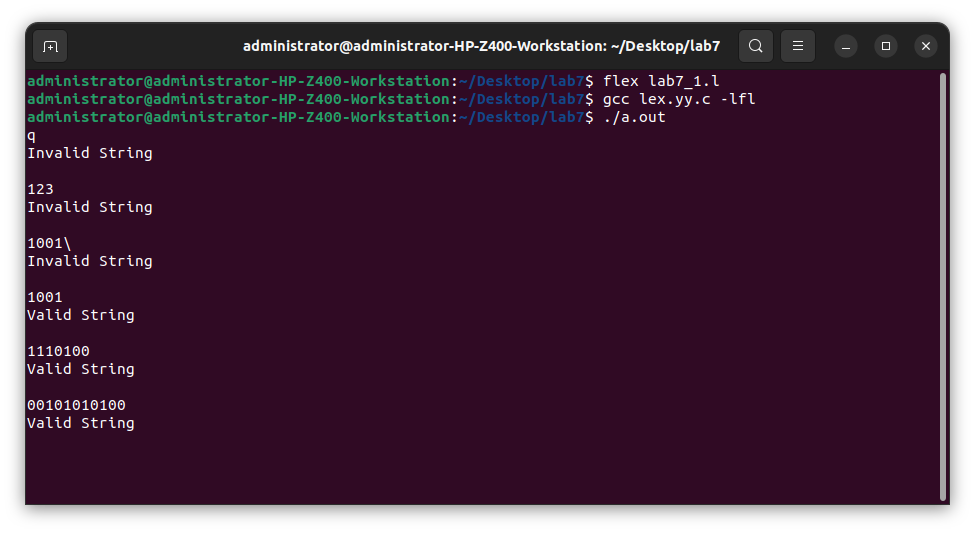 administrator@administrator-HP-Z400-Workstation: ~/Desktop/lab7
administrator@administrator-HP-Z400-Workstation:~/Desktop/lab7$ flex lab7_1.l
administrator@administrator-HP-Z400-Workstation:~/Desktop/lab7$ gcc lex.yy.c -lfl
administrator@administrator-HP-Z400-Workstation:~/Desktop/lab7$ ./a.out
q
Invalid String
123
Invalid String
1001\
Invalid String
1001
Valid String
1110100
Valid String
00101010100
Valid String